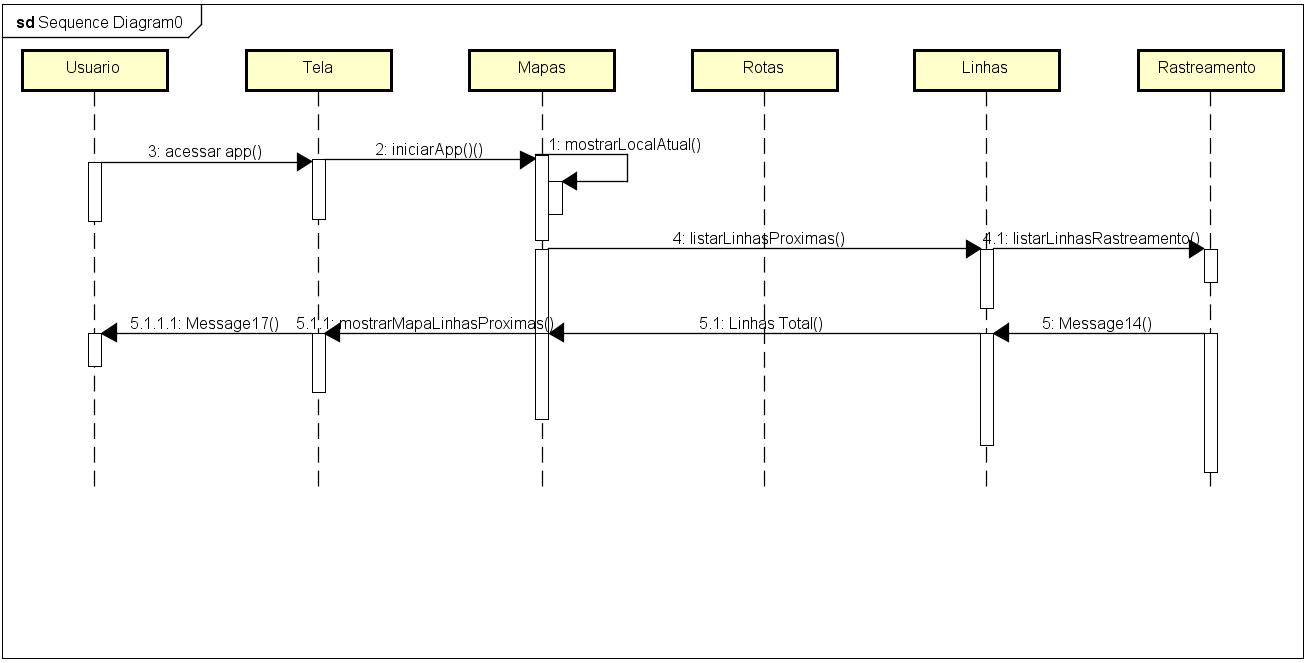 sd Sequence Diagram0
Usuario
Tela
Mapas
Rotas
Linhas
Rastreamento
3: acessar app()
2: iniciarApp()()
1: mostrarLocalAtual()
4: listarLinhasProximas()
4.1: listarLinhasRastreamento()
5.1.1.1: Message17()
5.1.1: mostrarMapaLinhasProximas()
5.1: Linhas Total()
5: Message14()